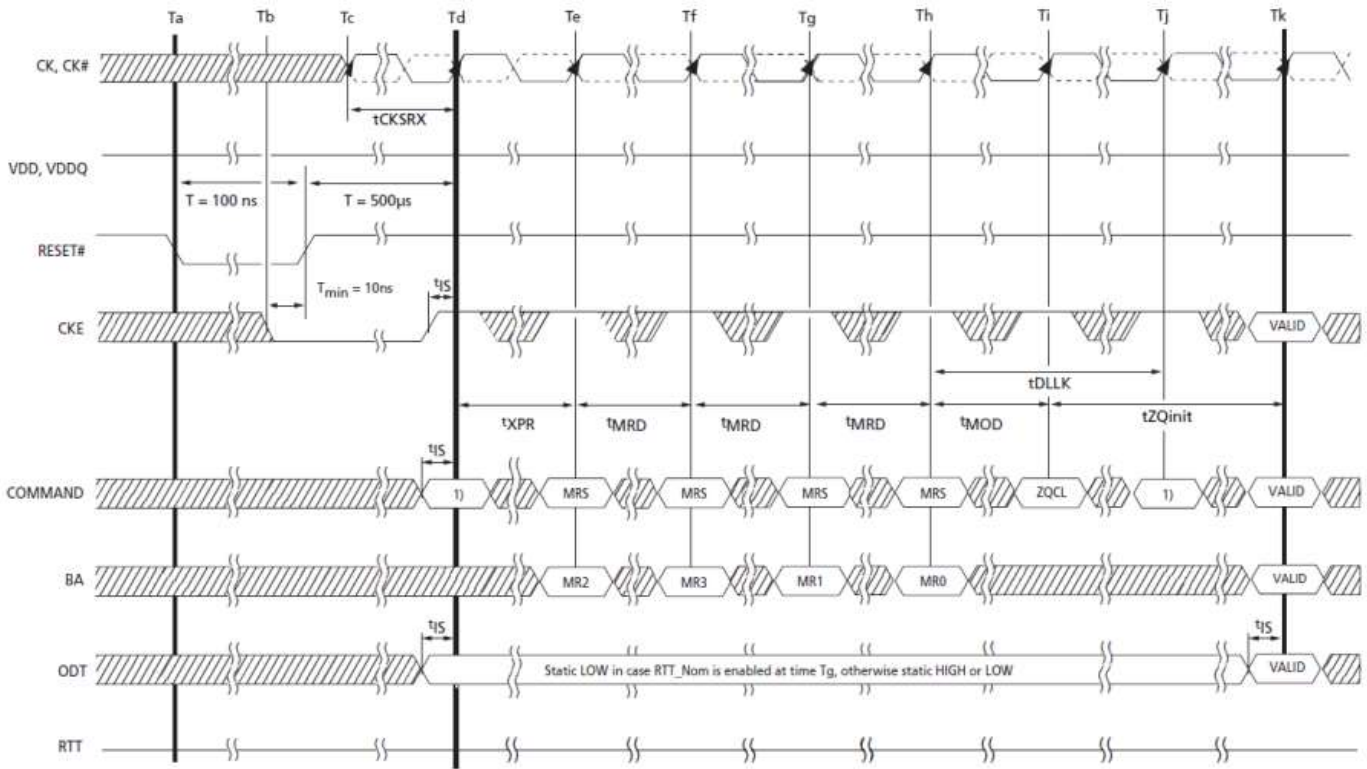 Ta Tb Tc Td Te Tf Tg Th Ti Tj Tk
CK, CK#
tCKSRX
VDD, VDDQ
T = 100 ns T = 500µs
RESET#
Tmin = 10ns tIS
CKE VALID
tDLLK
tXPR tMRD tMRD tMRD tMOD tZQinit
tIS
COMMAND 1) MRS MRS MRS MRS ZQCL 1) VALID
BA MR2 MR3 MR1 MR0 VALID
tIS tIS
ODT Static LOW in case RTT_Nom is enabled at time Tg, otherwise static HIGH or LOW VALID
RTT